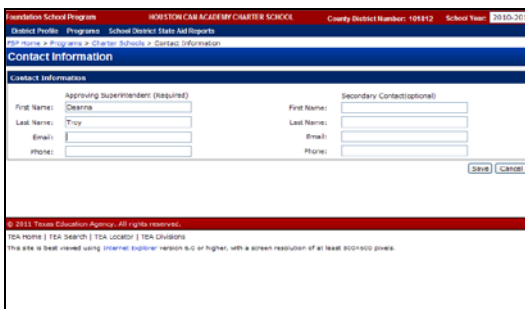 Foundation School Program HOUSTON CAN ACADEMY CHARTER SCHOOL County District Number: 101812 School Year: 2010-201
District Profile Programs School District State Aid Reports
FSP Home > Programs > Charter Schools > Contact Information
Contact Information
Contact Information
Approving Superintendent (Required) Secondary Contact(optional)
First Name: Deanna First Name:
Last Name: Troy Last Name:
Email: Email:
Phone: Phone:
Save Cancel
© 2011 Texas Education Agency. All rights reserved.
TEA Home | TEA Search | TEA Locator | TEA Divisions
This site is best viewed using Internet Explorer version 6.0 or higher, with a screen resolution of at least 800x600 pixels.